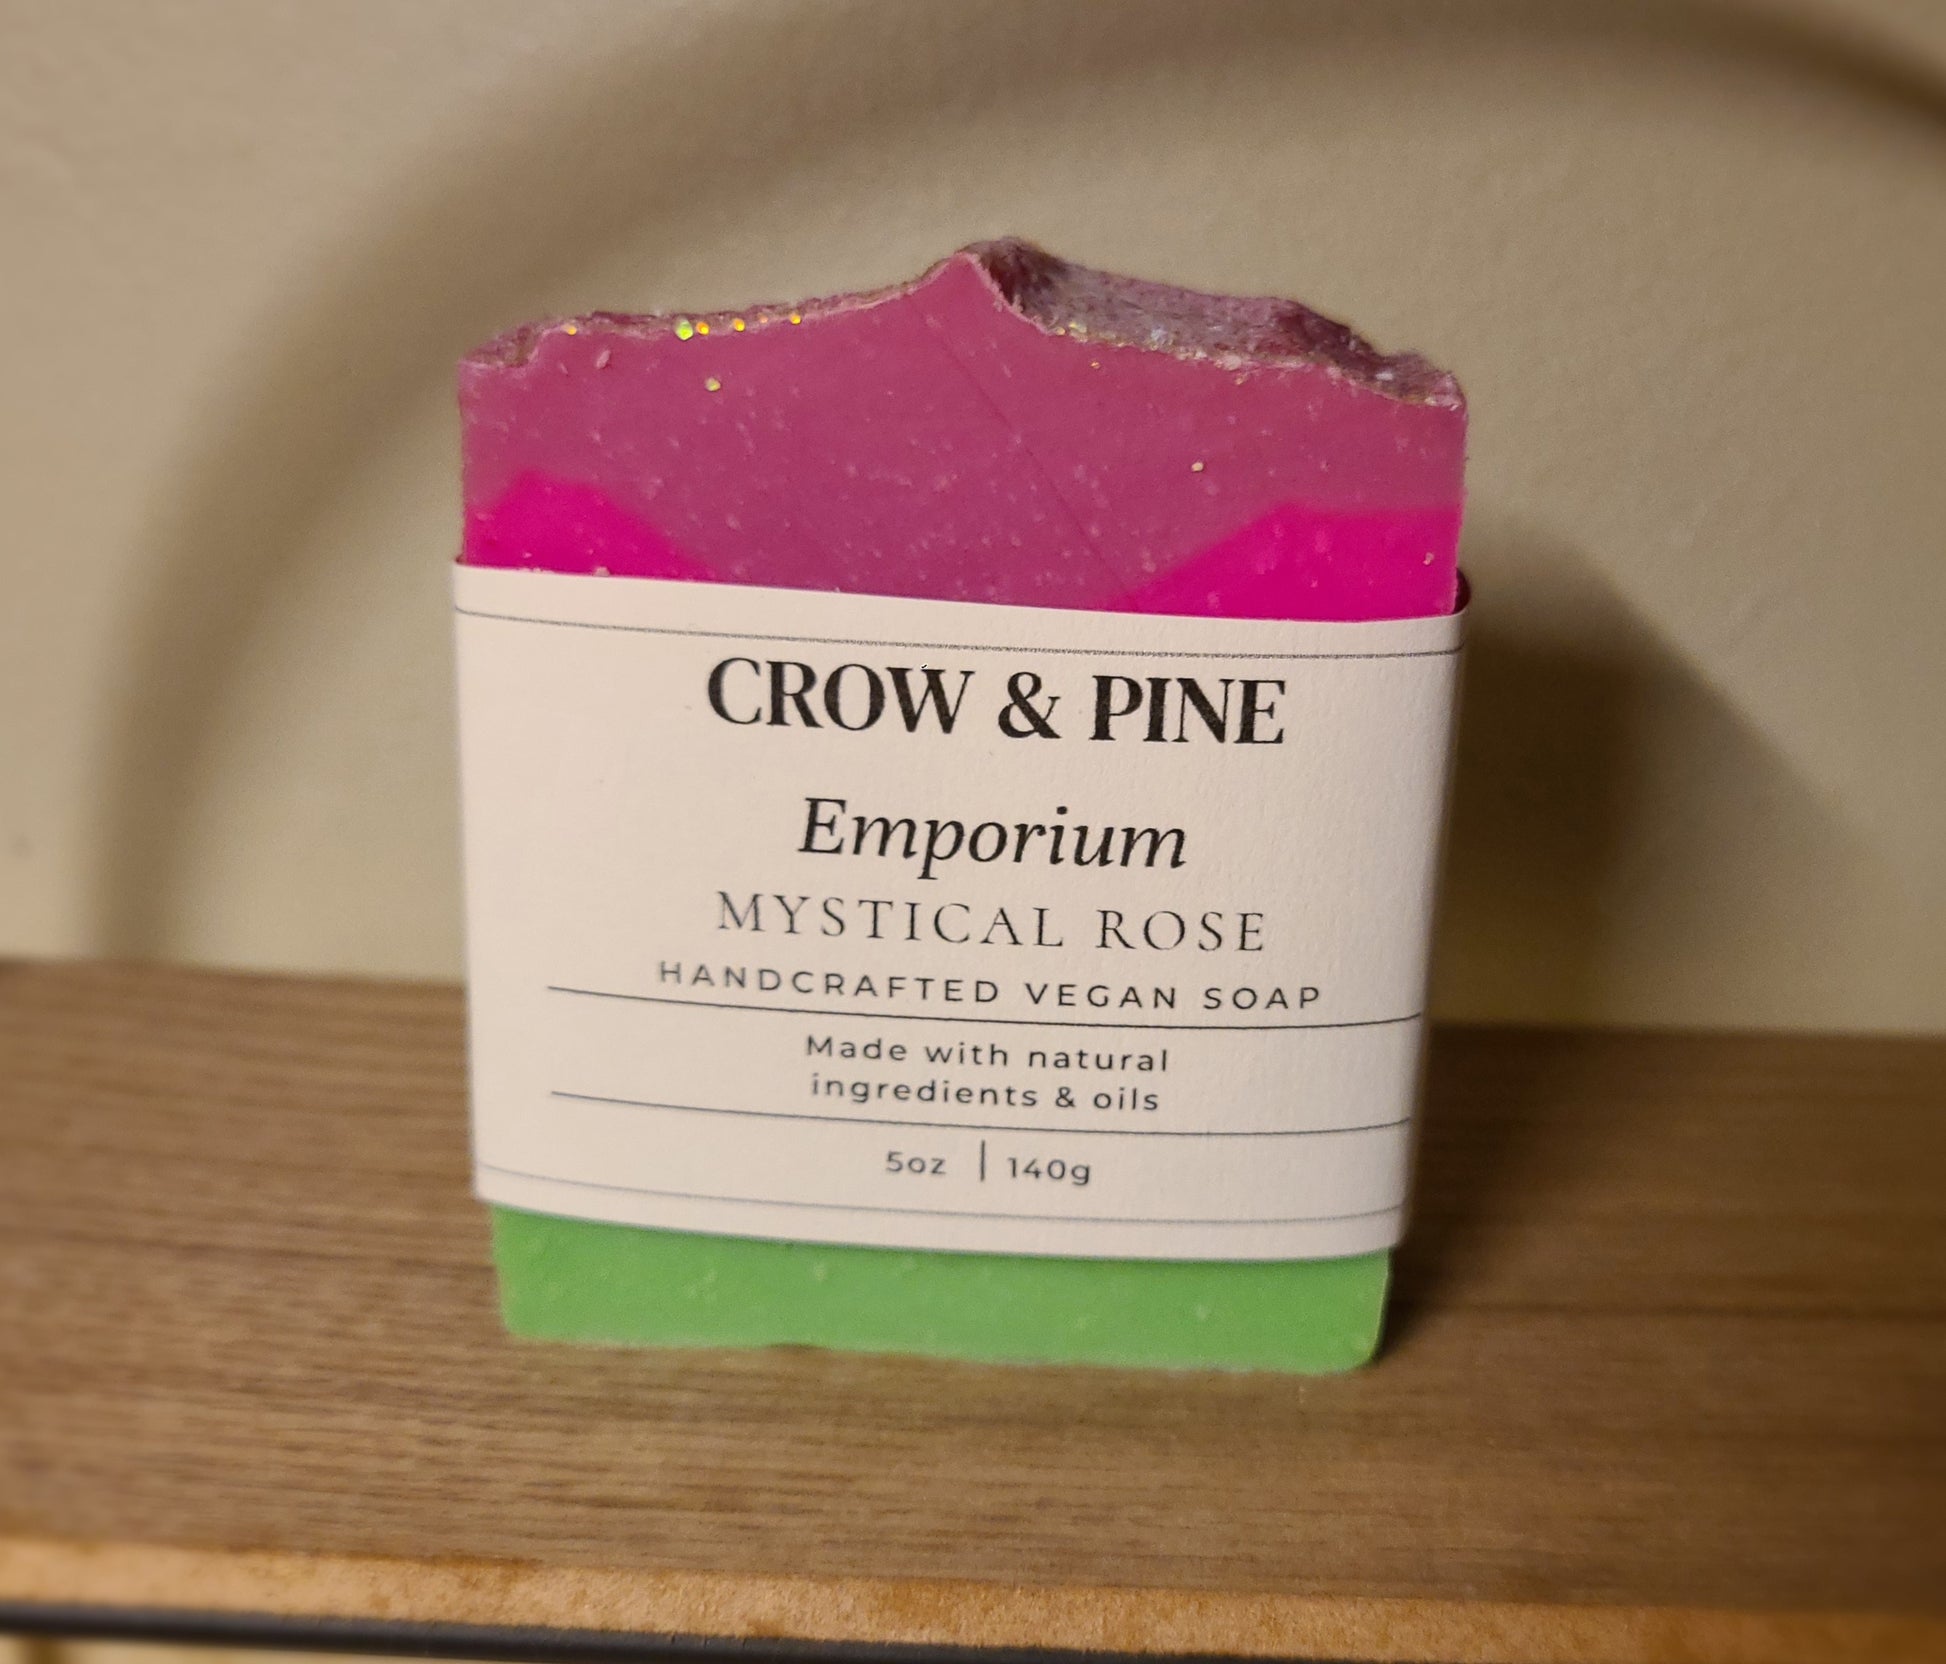 CROW & PINE
Emporium
MYSTICAL ROSE
HANDCRAFTED VEGAN SOAP
Made with natural
ingredients & oils
5oz | 140g